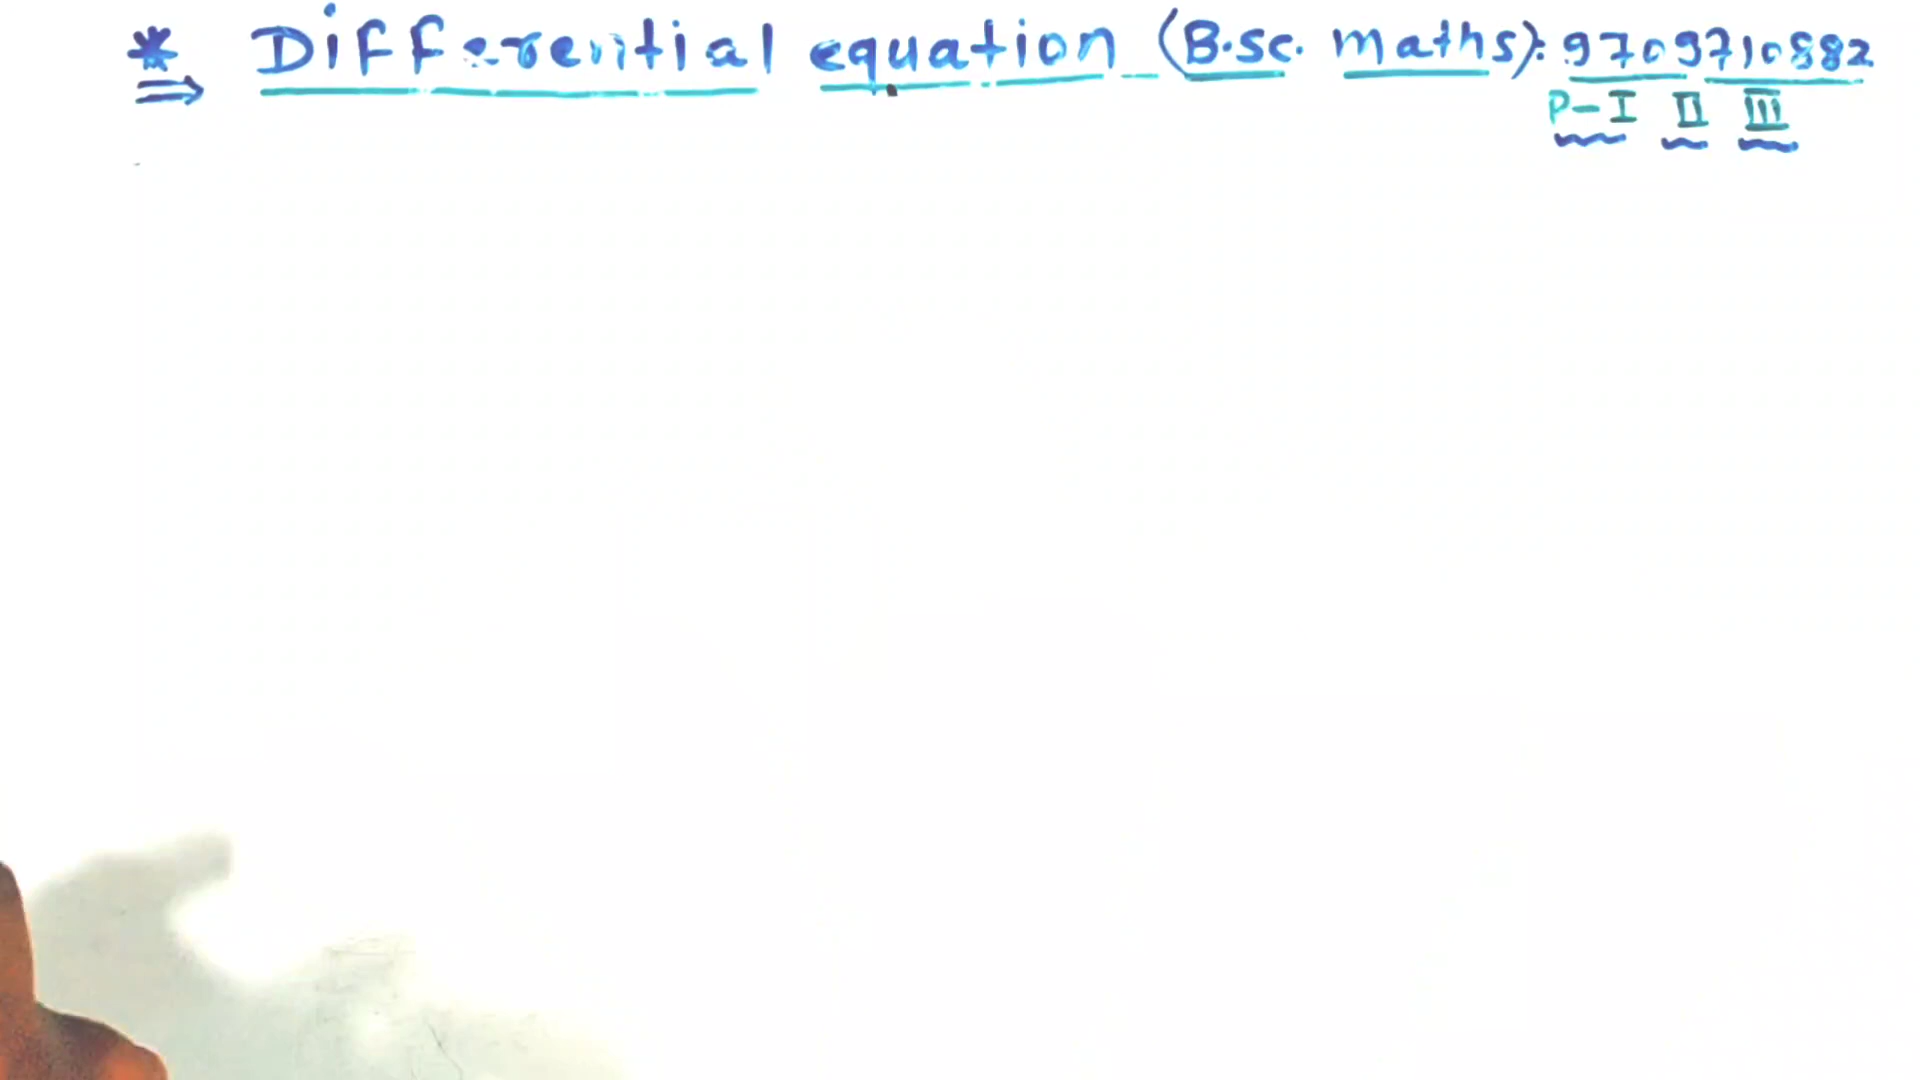 * Differential equation (B.sc. maths): 9709710882
⇒ P-I II III